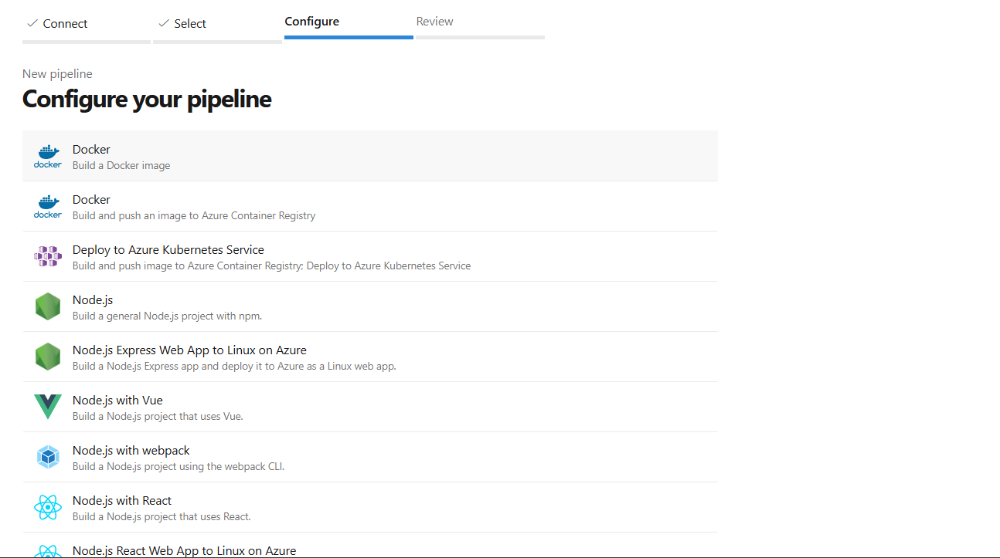 Connect Select Configure Review
New pipeline
Configure your pipeline
Docker
docker Build a Docker image
Docker
docker Build and push an image to Azure Container Registry
Deploy to Azure Kubernetes Service
Build and push image to Azure Container Registry; Deploy to Azure Kubernetes Service
Node.js
Build a general Node.js project with npm.
Node.js Express Web App to Linux on Azure
Build a Node.js Express app and deploy it to Azure as a Linux web app.
Node.js with Vue
Build a Node.js project that uses Vue.
Node.js with webpack
Build a Node.js project using the webpack CLI.
Node.js with React
Build a Node.js project that uses React.
Node.js React Web App to Linux on Azure